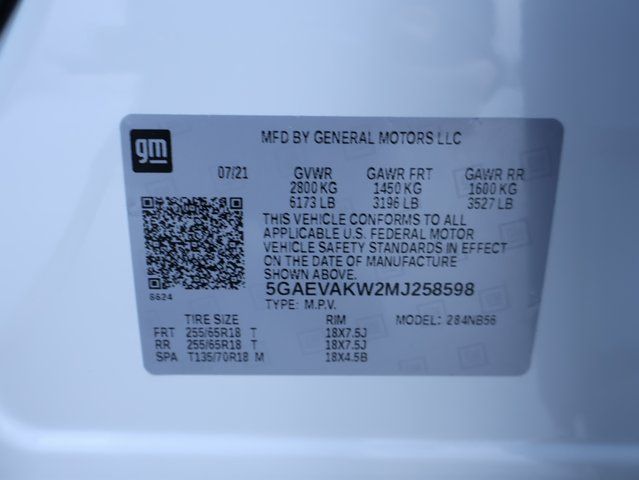 gm
MFD BY GENERAL MOTORS LLC
07/21 GVWR GAWR FRT GAWR RR
2800 KG 1450 KG 1600 KG
6173 LB 3196 LB 3527 LB
THIS VEHICLE CONFORMS TO ALL
APPLICABLE U.S. FEDERAL MOTOR
VEHICLE SAFETY STANDARDS IN EFFECT
ON THE DATE OF MANUFACTURE
SHOWN ABOVE.
5GAEVAKW2MJ258598
S624
TYPE: M.P.V.
TIRE SIZE RIM MODEL: 284NB56
FRT 255/65R18 T 18X7.5J
RR 255/65R18 T 18X7.5J
SPA T135/70R18 M 18X4.5B